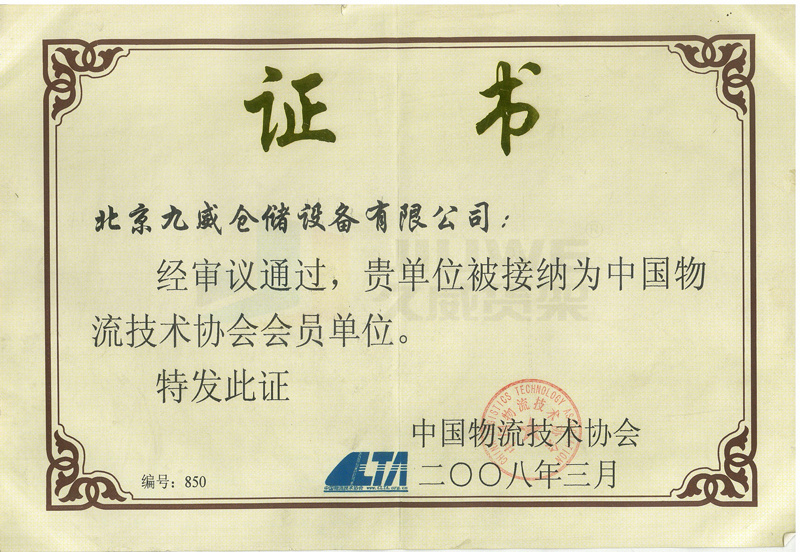 证 书
北京九威仓储设备有限公司：
经审议通过，贵单位被接纳为中国物
流技术协会会员单位。
特发此证
中国物流技术协会
二〇〇八年三月
编号：850
CLTA